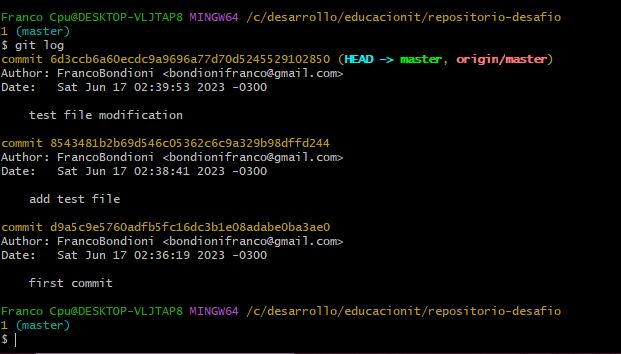 Franco Cpu@DESKTOP-VLJTAP8 MINGW64 /c/desarrollo/educacionit/repositorio-desafio
1 (master)
$ git log
commit 6d3ccb6a60ecdc9a9696a77d70d5245529102850 (HEAD -> master, origin/master)
Author: FrancoBondioni <bondionifranco@gmail.com>
Date:   Sat Jun 17 02:39:53 2023 -0300

    test file modification

commit 8543481b2b69d546c05362c6c9a329b98dffd244
Author: FrancoBondioni <bondionifranco@gmail.com>
Date:   Sat Jun 17 02:38:41 2023 -0300

    add test file

commit d9a5c9e5760adfb5fc16dc3b1e08adabe0ba3ae0
Author: FrancoBondioni <bondionifranco@gmail.com>
Date:   Sat Jun 17 02:36:19 2023 -0300

    first commit

Franco Cpu@DESKTOP-VLJTAP8 MINGW64 /c/desarrollo/educacionit/repositorio-desafio
1 (master)
$